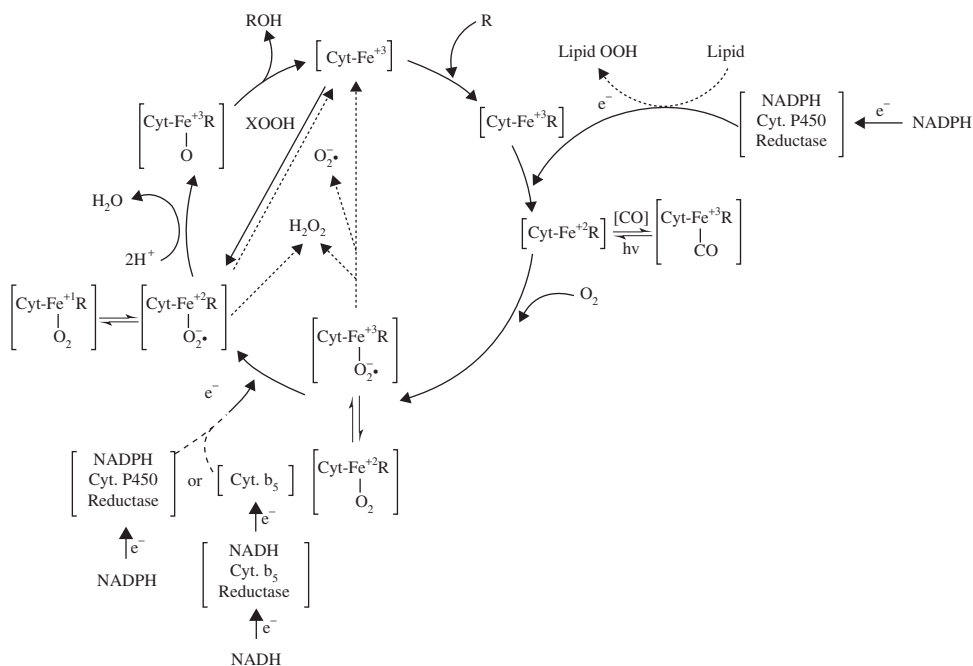 ROH
[Cyt-Fe⁺³]
R
Lipid OOH
Lipid
e⁻
NADPH
Cyt. P450
Reductase
e⁻
NADPH
[Cyt-Fe⁺³R]
XOOH
Cyt-Fe⁺³R
O
O₂⁻•
H₂O
2H⁺
H₂O₂
[Cyt-Fe⁺²R]
[CO]
hv
Cyt-Fe⁺³R
CO
O₂
Cyt-Fe⁺¹R
O₂
Cyt-Fe⁺²R
O₂⁻•
Cyt-Fe⁺³R
O₂⁻•
e⁻
Cyt-Fe⁺²R
O₂
NADPH
Cyt. P450
Reductase
or
[Cyt. b₅]
e⁻
NADPH
e⁻
NADH
Cyt. b₅
Reductase
e⁻
NADH